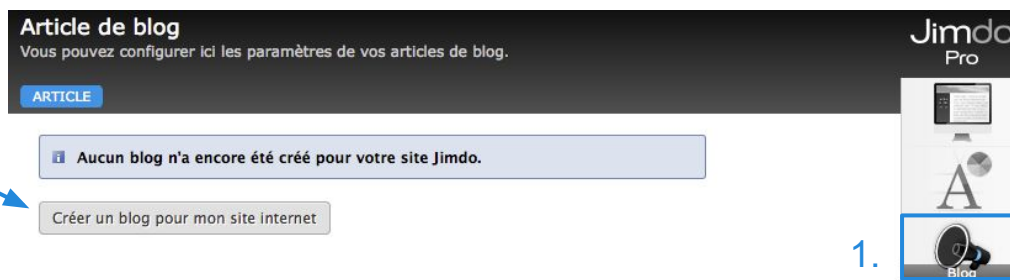 Article de blog
Vous pouvez configurer ici les paramètres de vos articles de blog.
ARTICLE
Aucun blog n'a encore été créé pour votre site Jimdo.
Créer un blog pour mon site internet
Jimdo
Pro
A
1.
Blog